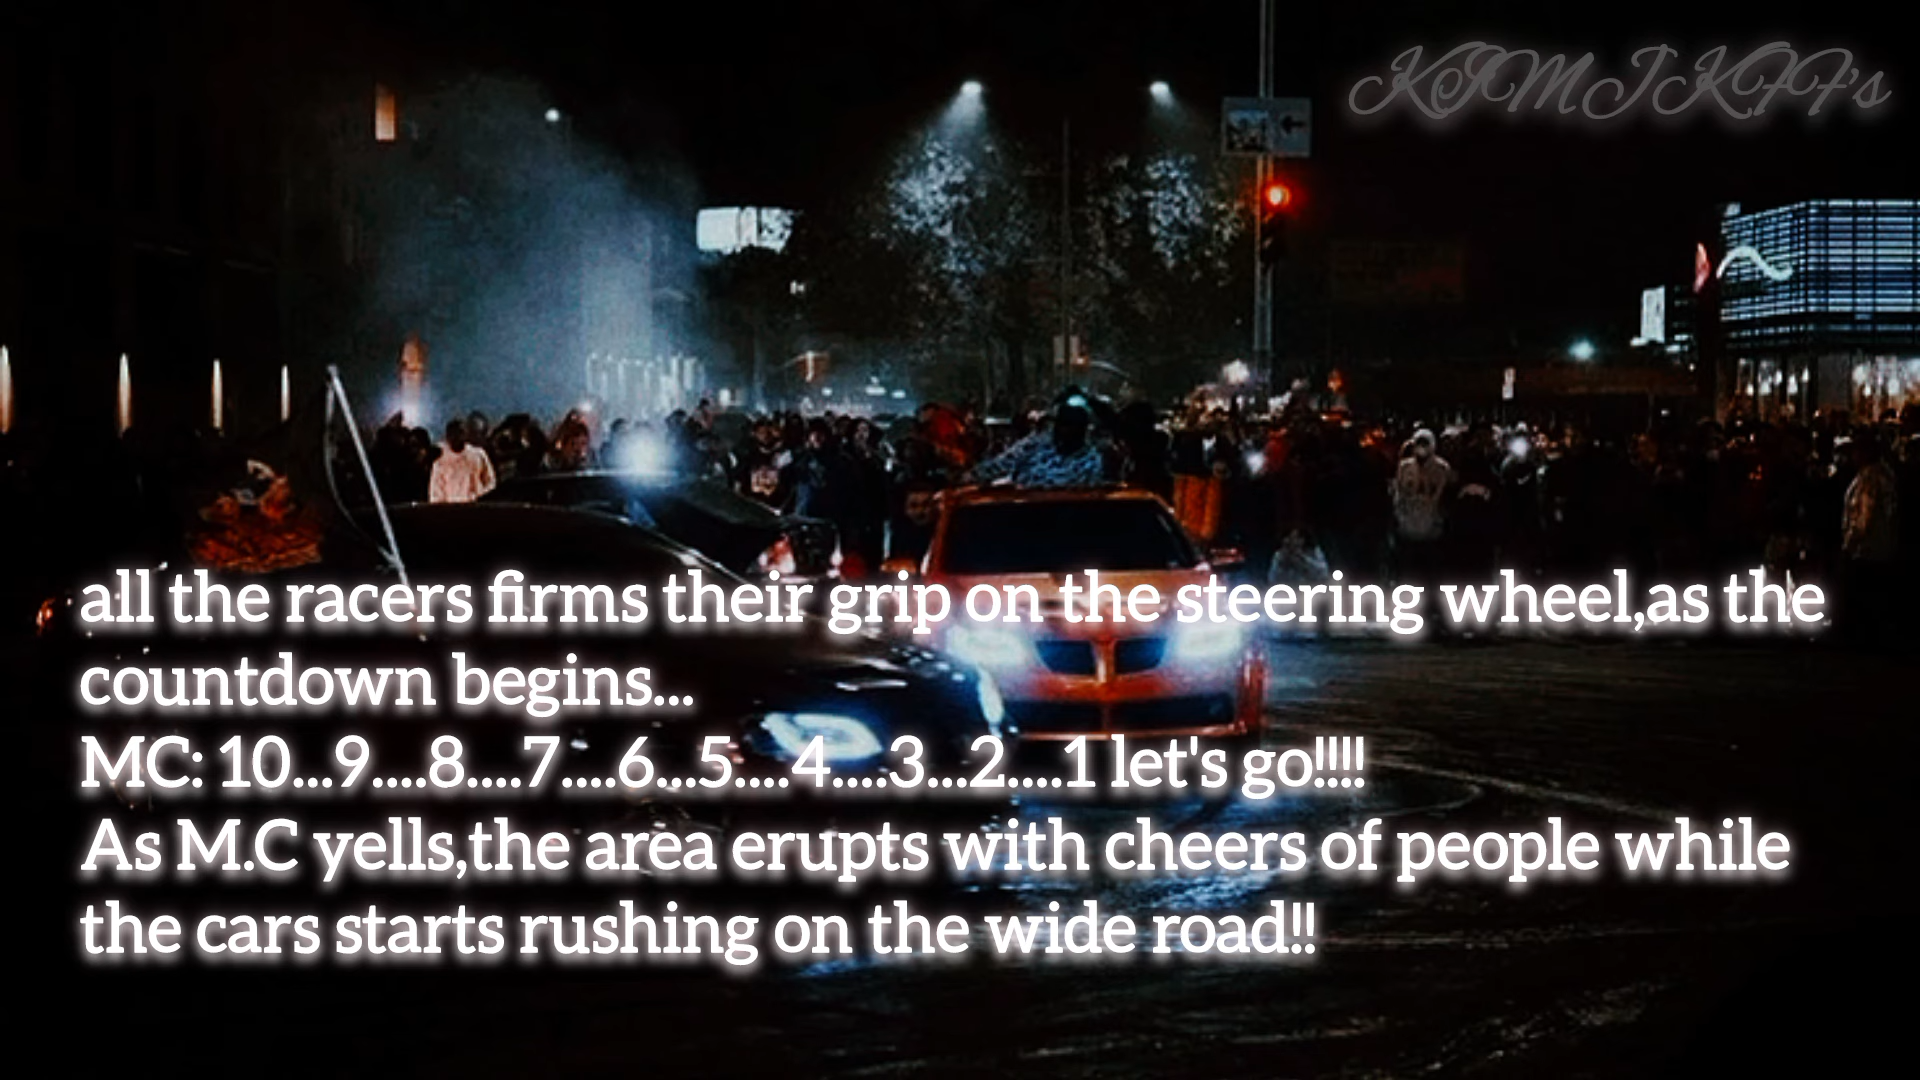 KIMJKFF's
all the racers firms their grip on the steering wheel,as the
countdown begins...
MC: 10...9....8....7....6...5....4....3...2....1 let's go!!!!
As M.C yells,the area erupts with cheers of people while
the cars starts rushing on the wide road!!